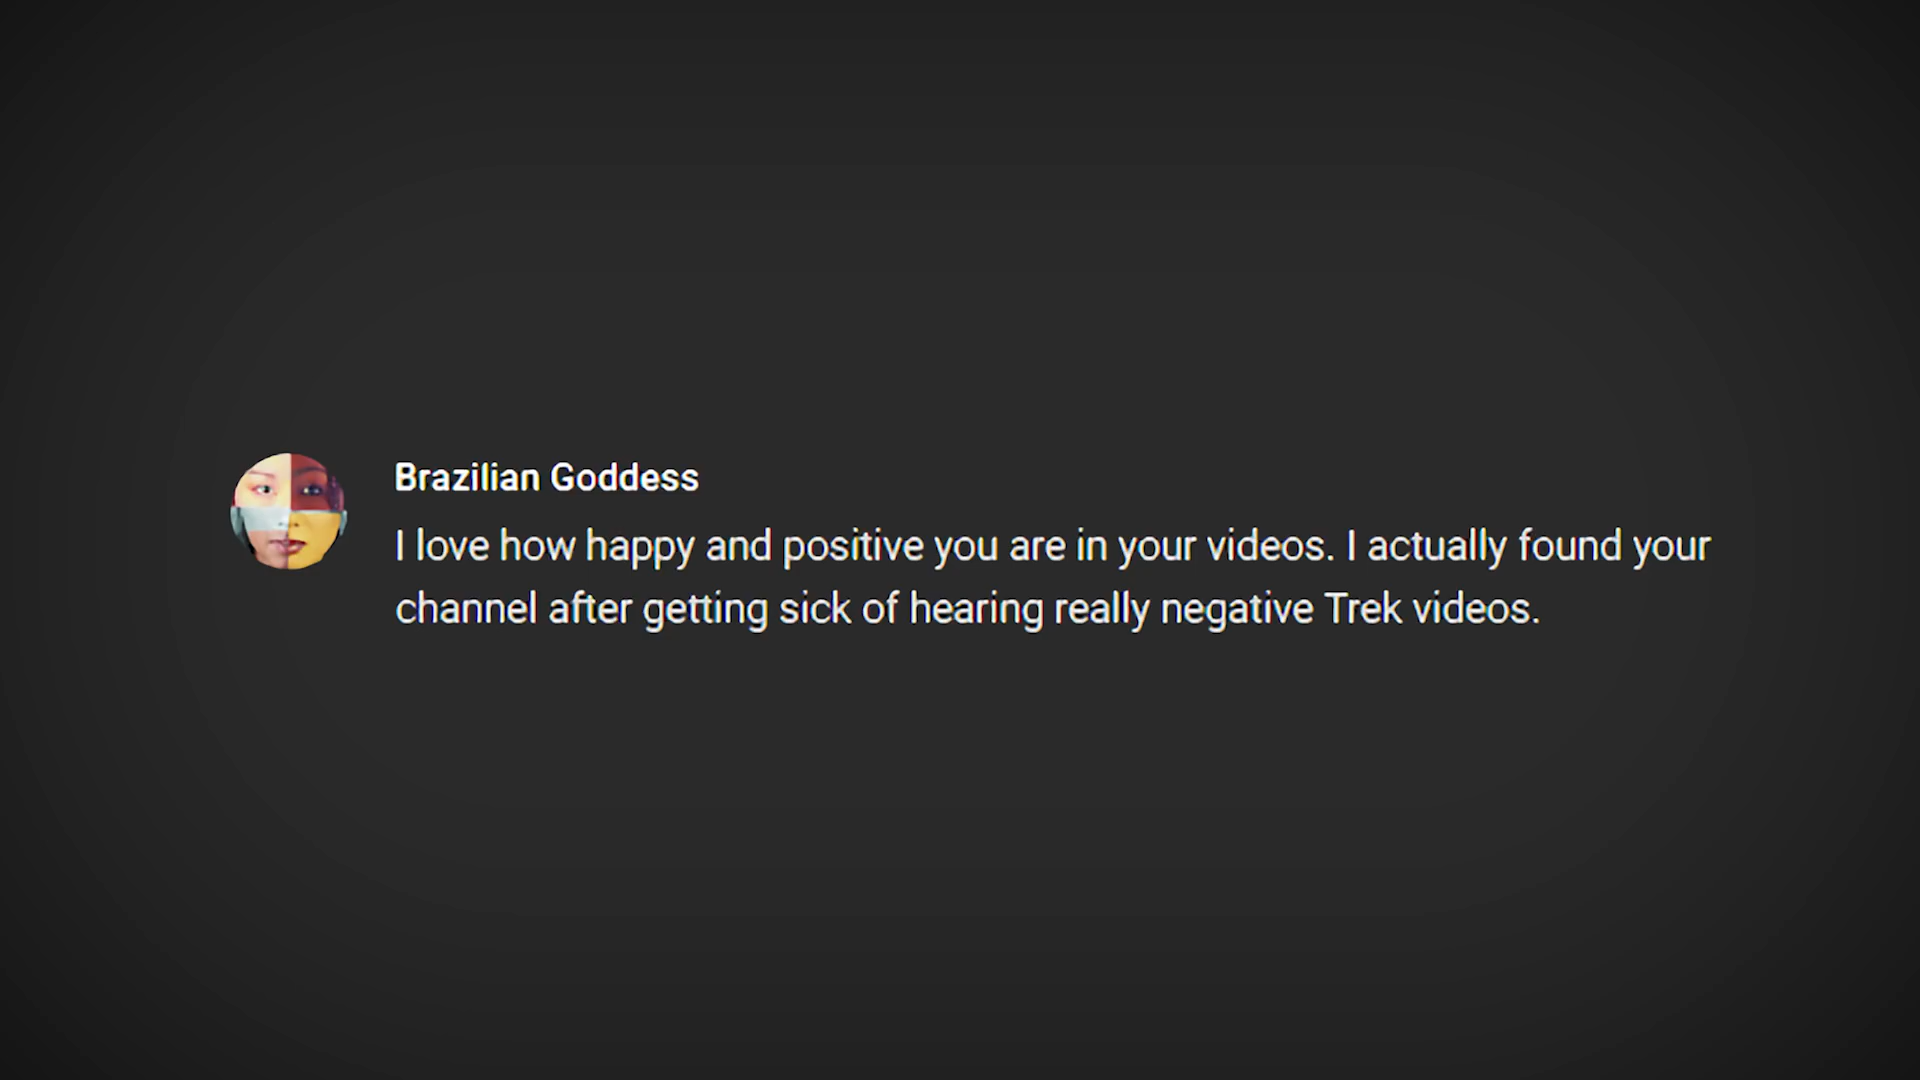 Brazilian Goddess
I love how happy and positive you are in your videos. I actually found your
channel after getting sick of hearing really negative Trek videos.